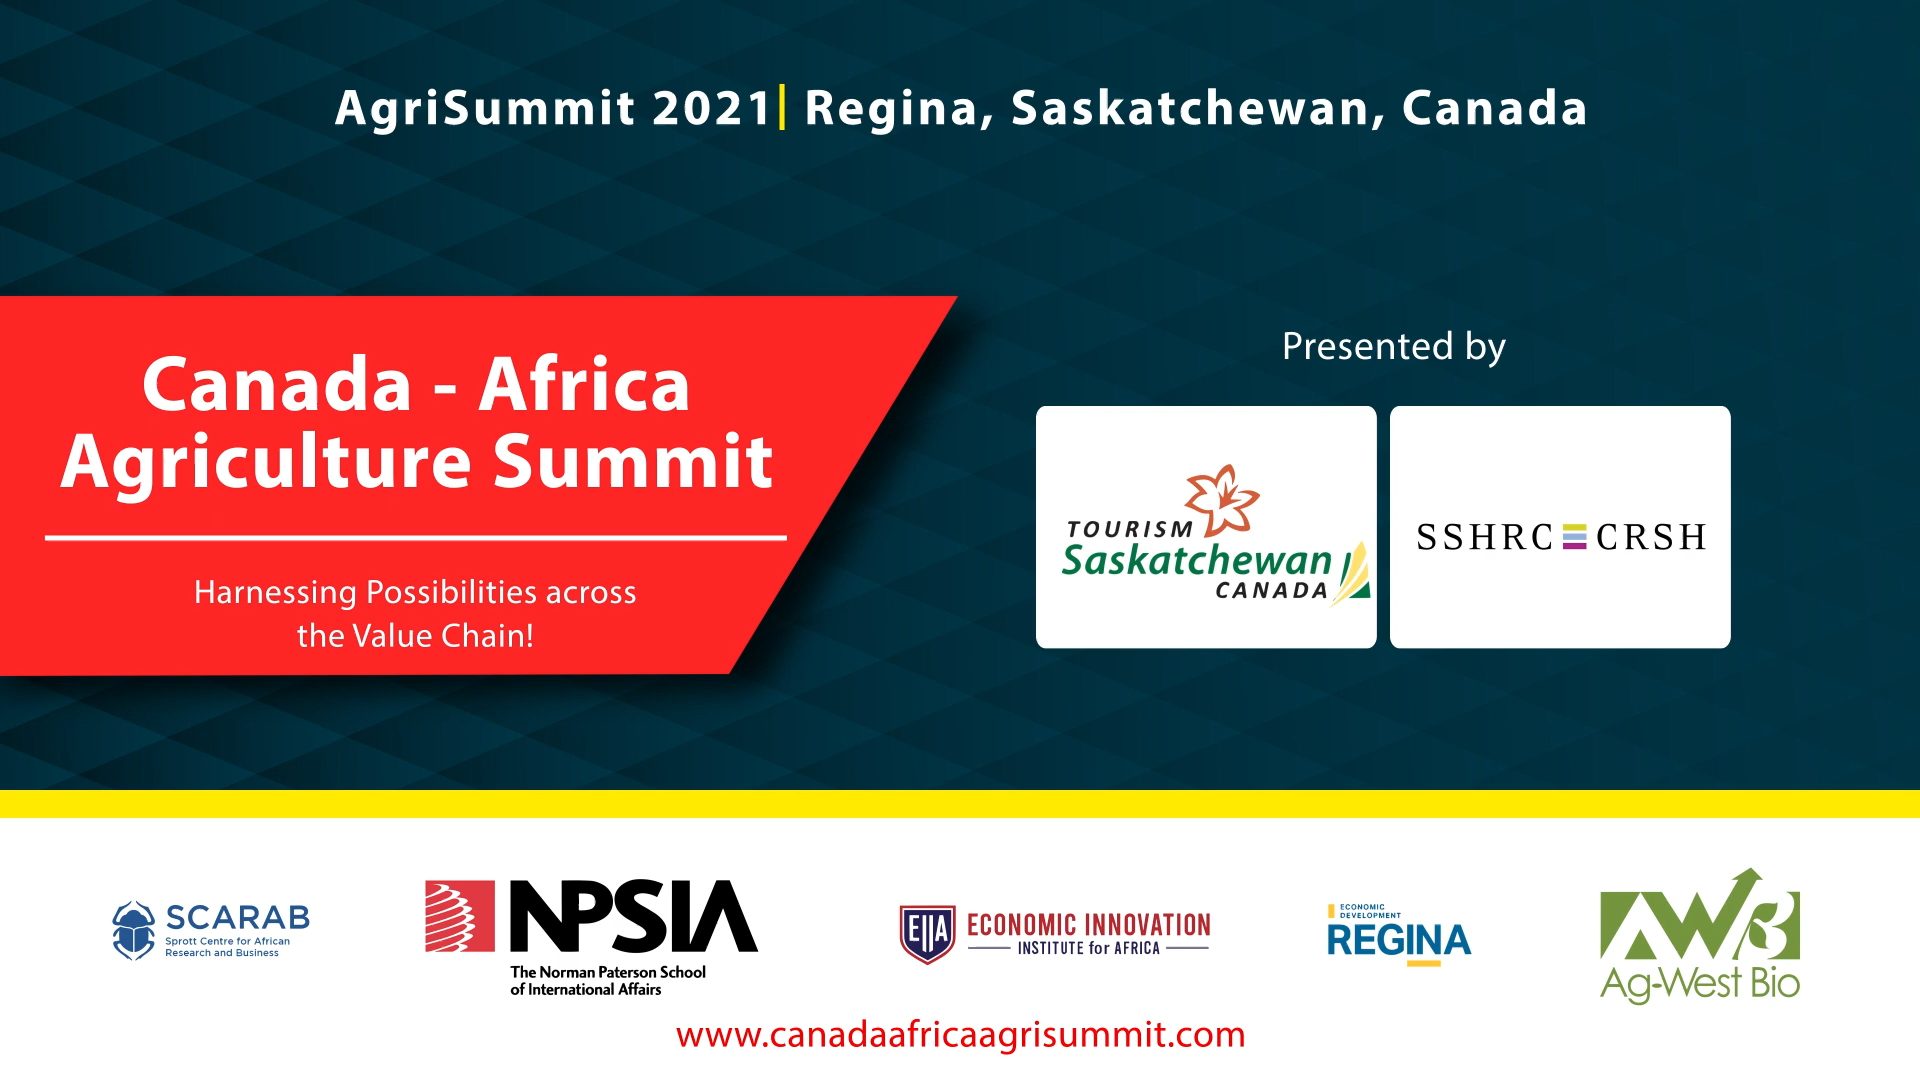 AgriSummit 2021| Regina, Saskatchewan, Canada
Canada - Africa
Agriculture Summit
Harnessing Possibilities across
the Value Chain!
Presented by
TOURISM
Saskatchewan
CANADA
SSHRC CRSH
SCARAB
Sprott Centre for African
Research and Business
NPSIA
The Norman Paterson School
of International Affairs
EIIA
ECONOMIC INNOVATION
INSTITUTE for AFRICA
ECONOMIC
DEVELOPMENT
REGINA
AWB
Ag-West Bio
www.canadaafricaagrisummit.com